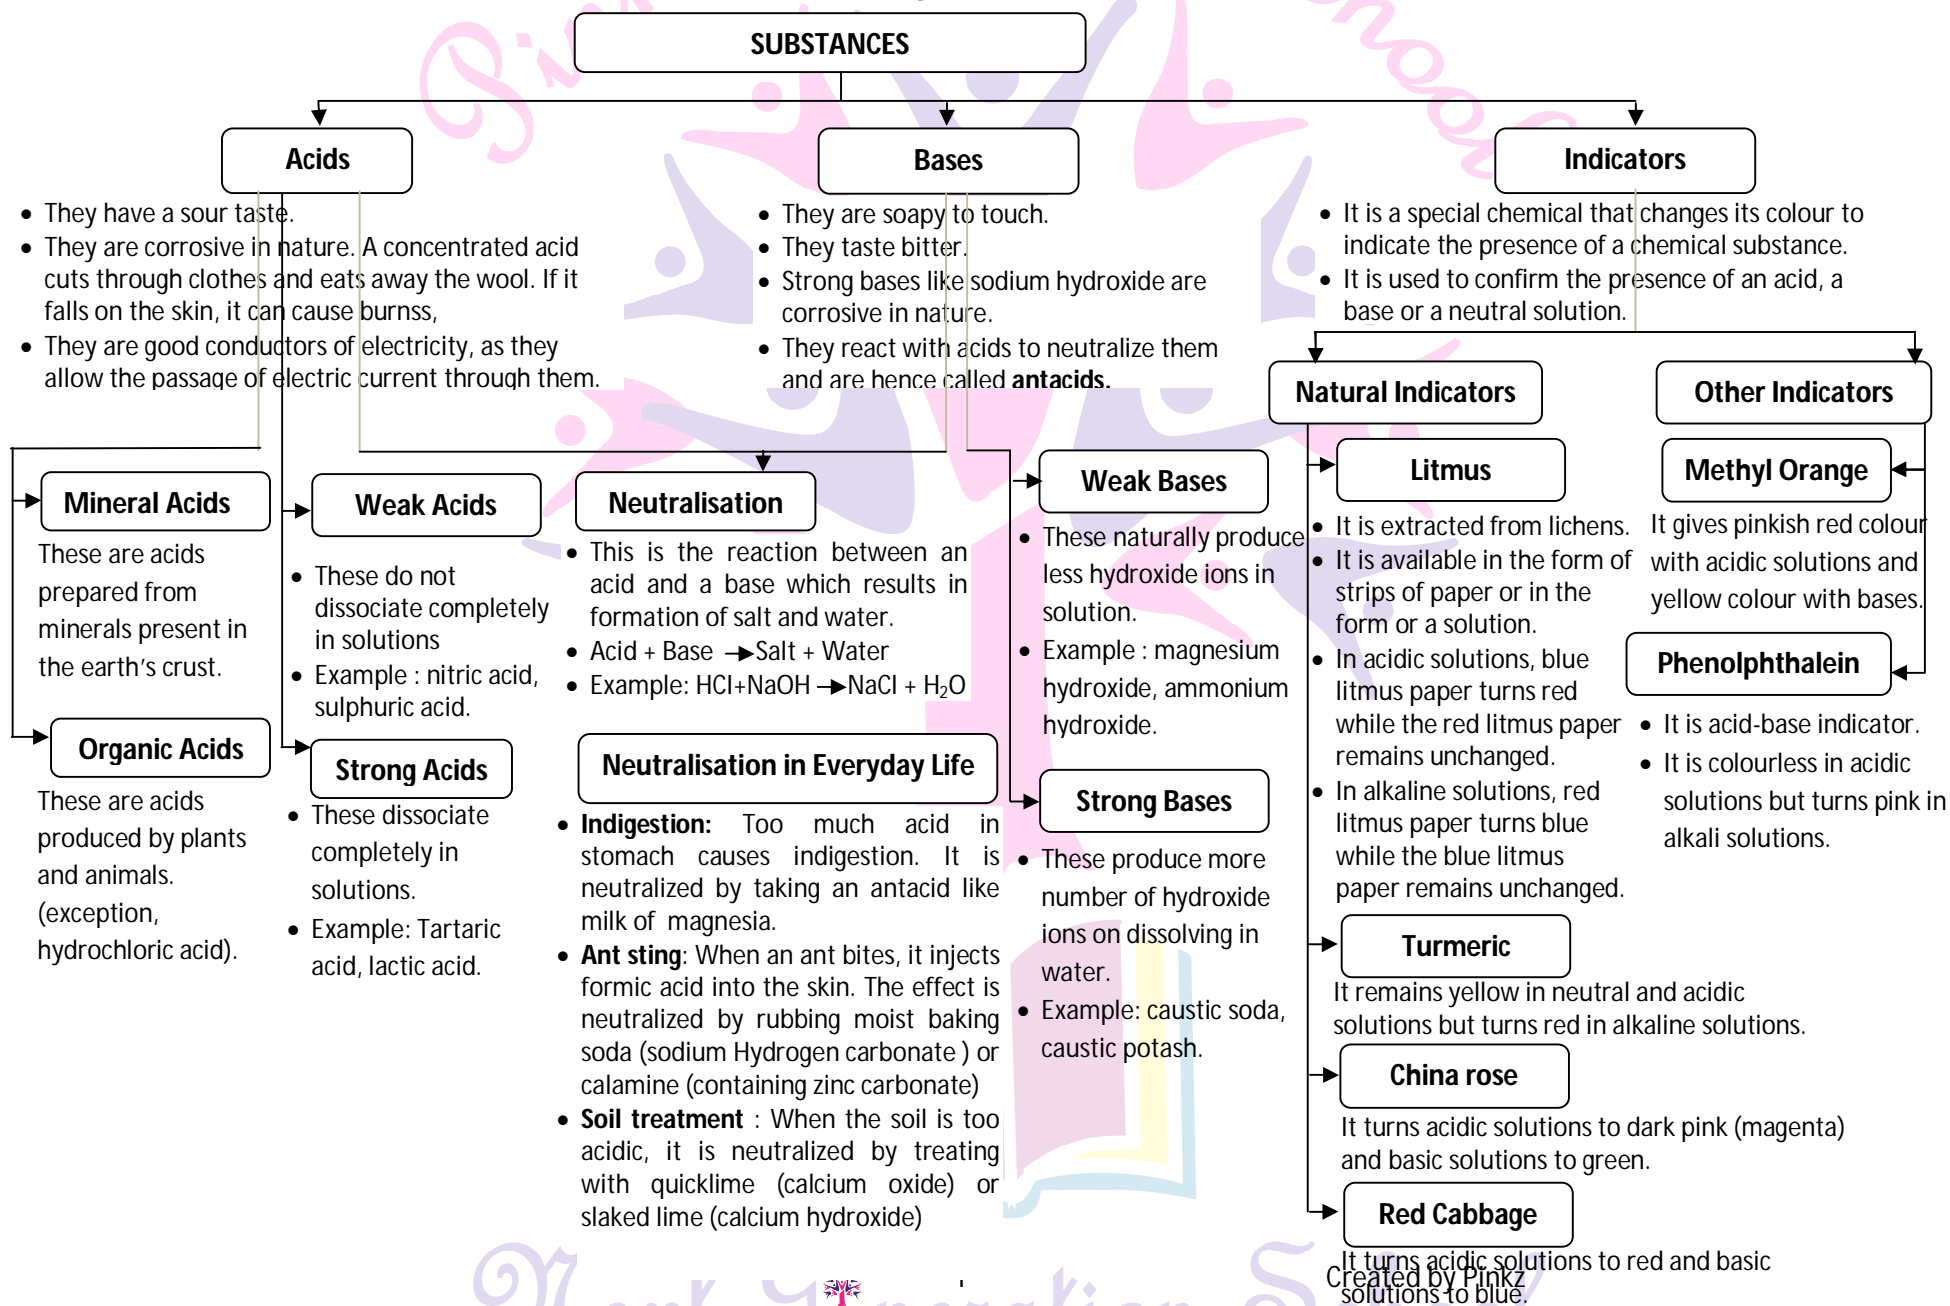 SUBSTANCES
Acids
They have a sour taste.
They are corrosive in nature. A concentrated acid
cuts through clothes and eats away the wool. If it
falls on the skin, it can cause burnss,
They are good conductors of electricity, as they
allow the passage of electric current through them.
Bases
They are soapy to touch.
They taste bitter.
Strong bases like sodium hydroxide are
corrosive in nature.
They react with acids to neutralize them
and are hence called antacids.
Indicators
It is a special chemical that changes its colour to
indicate the presence of a chemical substance.
It is used to confirm the presence of an acid, a
base or a neutral solution.
Mineral Acids
These are acids
prepared from
minerals present in
the earth's crust.
Organic Acids
These are acids
produced by plants
and animals.
(exception,
hydrochloric acid).
Weak Acids
These do not
dissociate completely
in solutions
Example : nitric acid,
sulphuric acid.
Strong Acids
These dissociate
completely in
solutions.
Example: Tartaric
acid, lactic acid.
Neutralisation
This is the reaction between an
acid and a base which results in
formation of salt and water.
Acid + Base → Salt + Water
Example: HCl+NaOH → NaCl + H₂O
Neutralisation in Everyday Life
Indigestion: Too much acid in
stomach causes indigestion. It is
neutralized by taking an antacid like
milk of magnesia.
Ant sting: When an ant bites, it injects
formic acid into the skin. The effect is
neutralized by rubbing moist baking
soda (sodium Hydrogen carbonate ) or
calamine (containing zinc carbonate)
Soil treatment : When the soil is too
acidic, it is neutralized by treating
with quicklime (calcium oxide) or
slaked lime (calcium hydroxide)
Weak Bases
These naturally produce
less hydroxide ions in
solution.
Example : magnesium
hydroxide, ammonium
hydroxide.
Strong Bases
These produce more
number of hydroxide
ions on dissolving in
water.
Example: caustic soda,
caustic potash.
Natural Indicators
Litmus
It is extracted from lichens.
It is available in the form of
strips of paper or in the
form or a solution.
In acidic solutions, blue
litmus paper turns red
while the red litmus paper
remains unchanged.
In alkaline solutions, red
litmus paper turns blue
while the blue litmus
paper remains unchanged.
Turmeric
It remains yellow in neutral and acidic
solutions but turns red in alkaline solutions.
China rose
It turns acidic solutions to dark pink (magenta)
and basic solutions to green.
Red Cabbage
It turns acidic solutions to red and basic
solutions to blue.
Other Indicators
Methyl Orange
It gives pinkish red colour
with acidic solutions and
yellow colour with bases.
Phenolphthalein
It is acid-base indicator.
It is colourless in acidic
solutions but turns pink in
alkali solutions.
Created by Pinkz